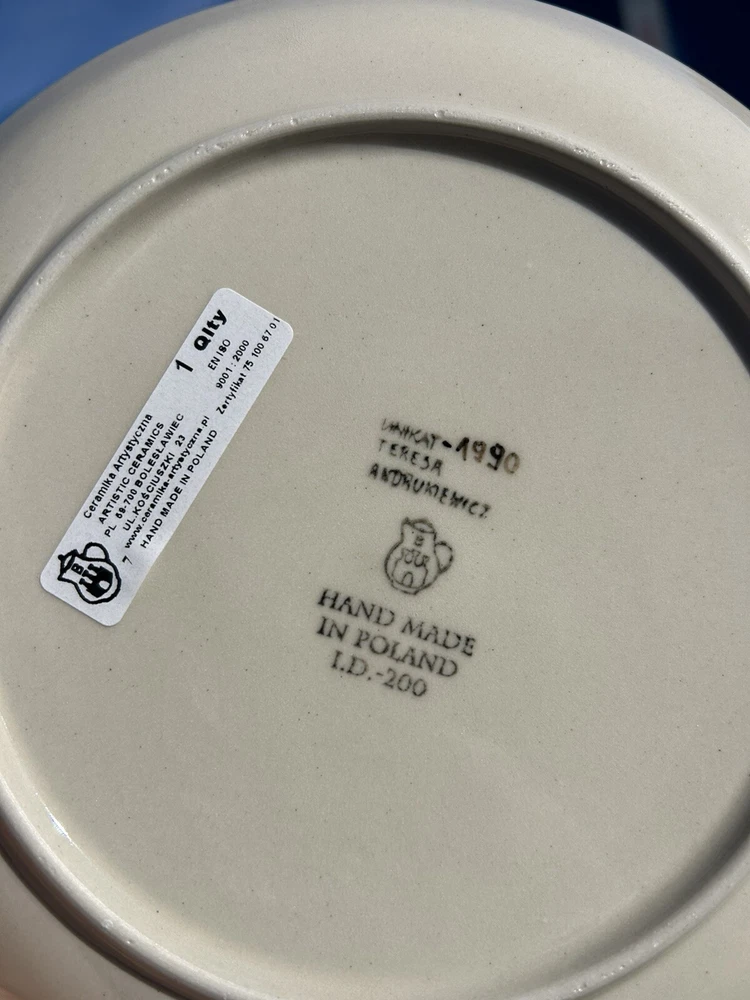 1 Qlty
EN ISO
9001 : 2000
Zertyfikat 75 100 67 01
Ceramika Artystyczna
ARTISTIC CERAMICS
PL 59-700 BOLESŁAWIEC
UL.KOŚCIUSZKI 23
www.ceramika-artystyczna.pl
HAND MADE IN POLAND
7
B
UNIKAT-1990
TERESA
ANDRUKIEWICZ
B
HAND MADE
IN POLAND
I.D.-200